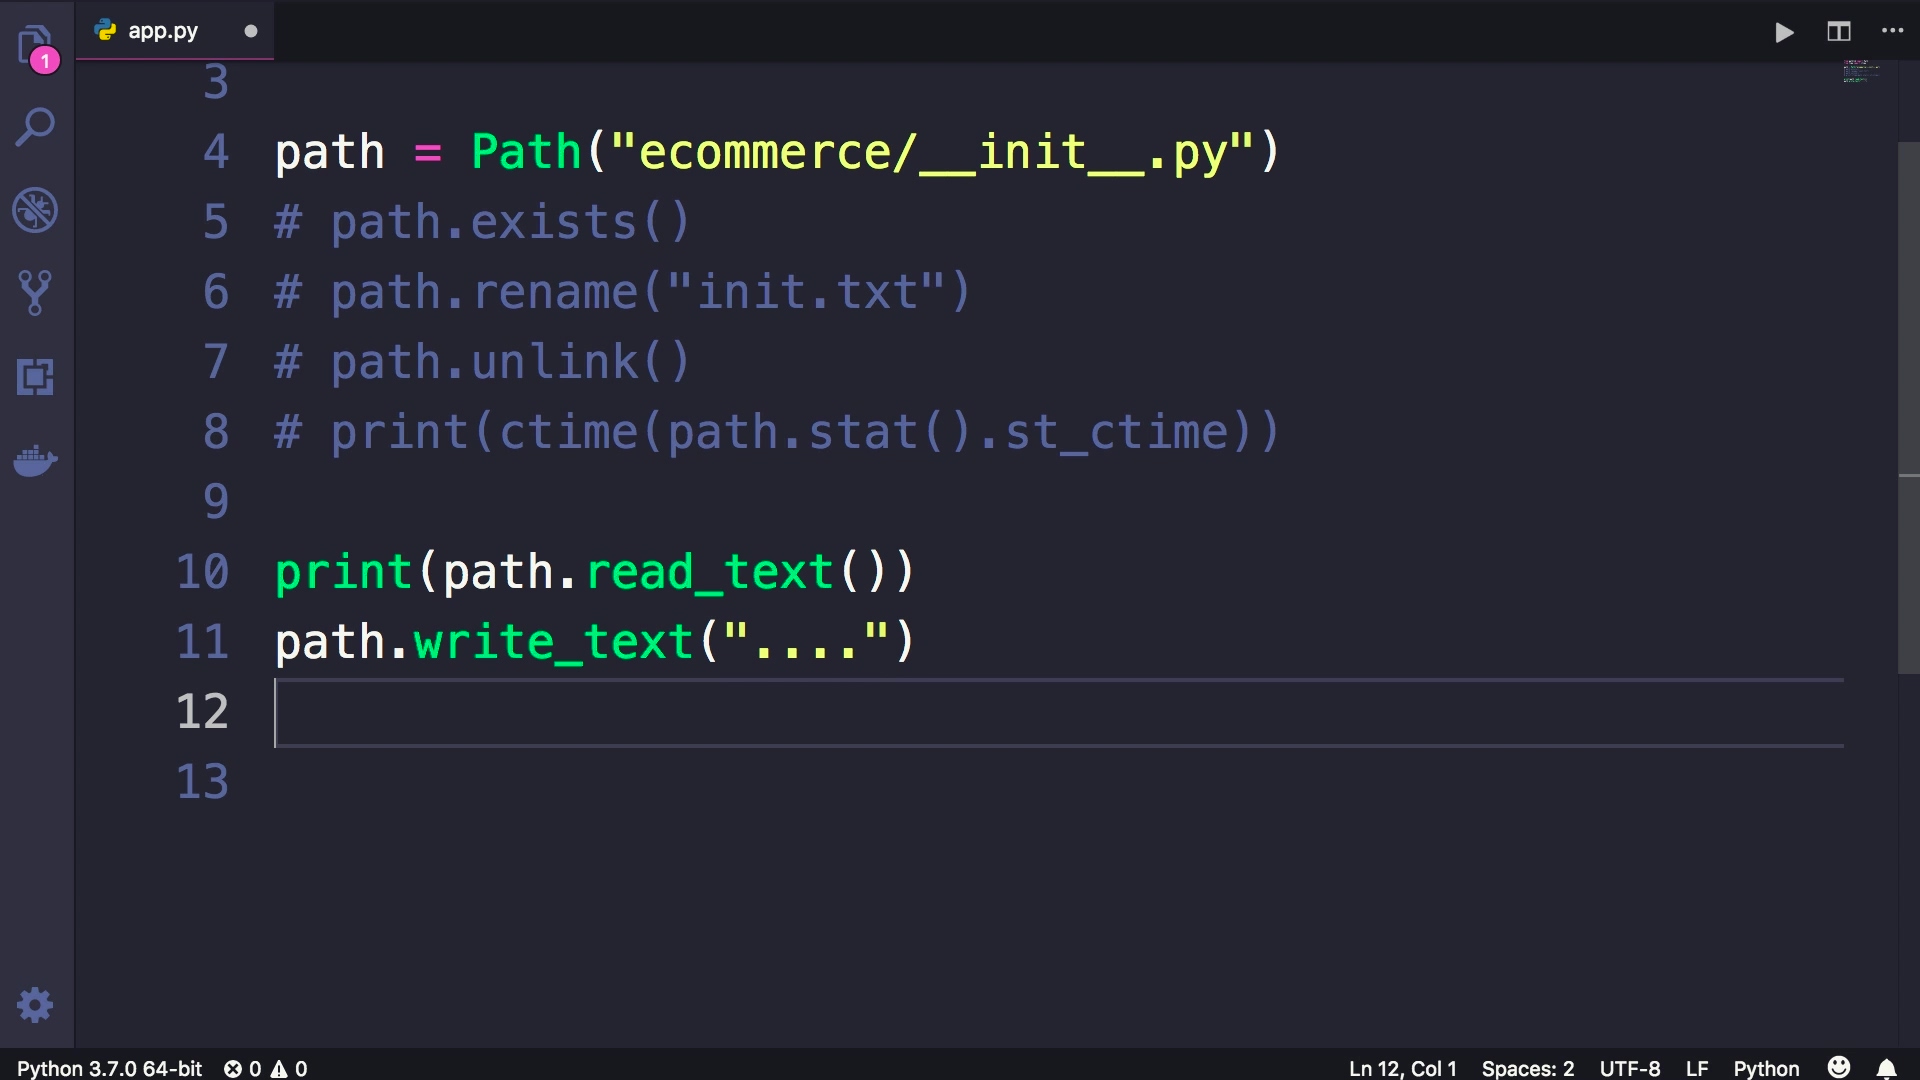 1
app.py
3
4 path = Path("ecommerce/__init__.py")
5 # path.exists()
6 # path.rename("init.txt")
7 # path.unlink()
8 # print(ctime(path.stat().st_ctime))
9
10 print(path.read_text())
11 path.write_text("....")
12
13
Python 3.7.0 64-bit 0 0 Ln 12, Col 1 Spaces: 2 UTF-8 LF Python